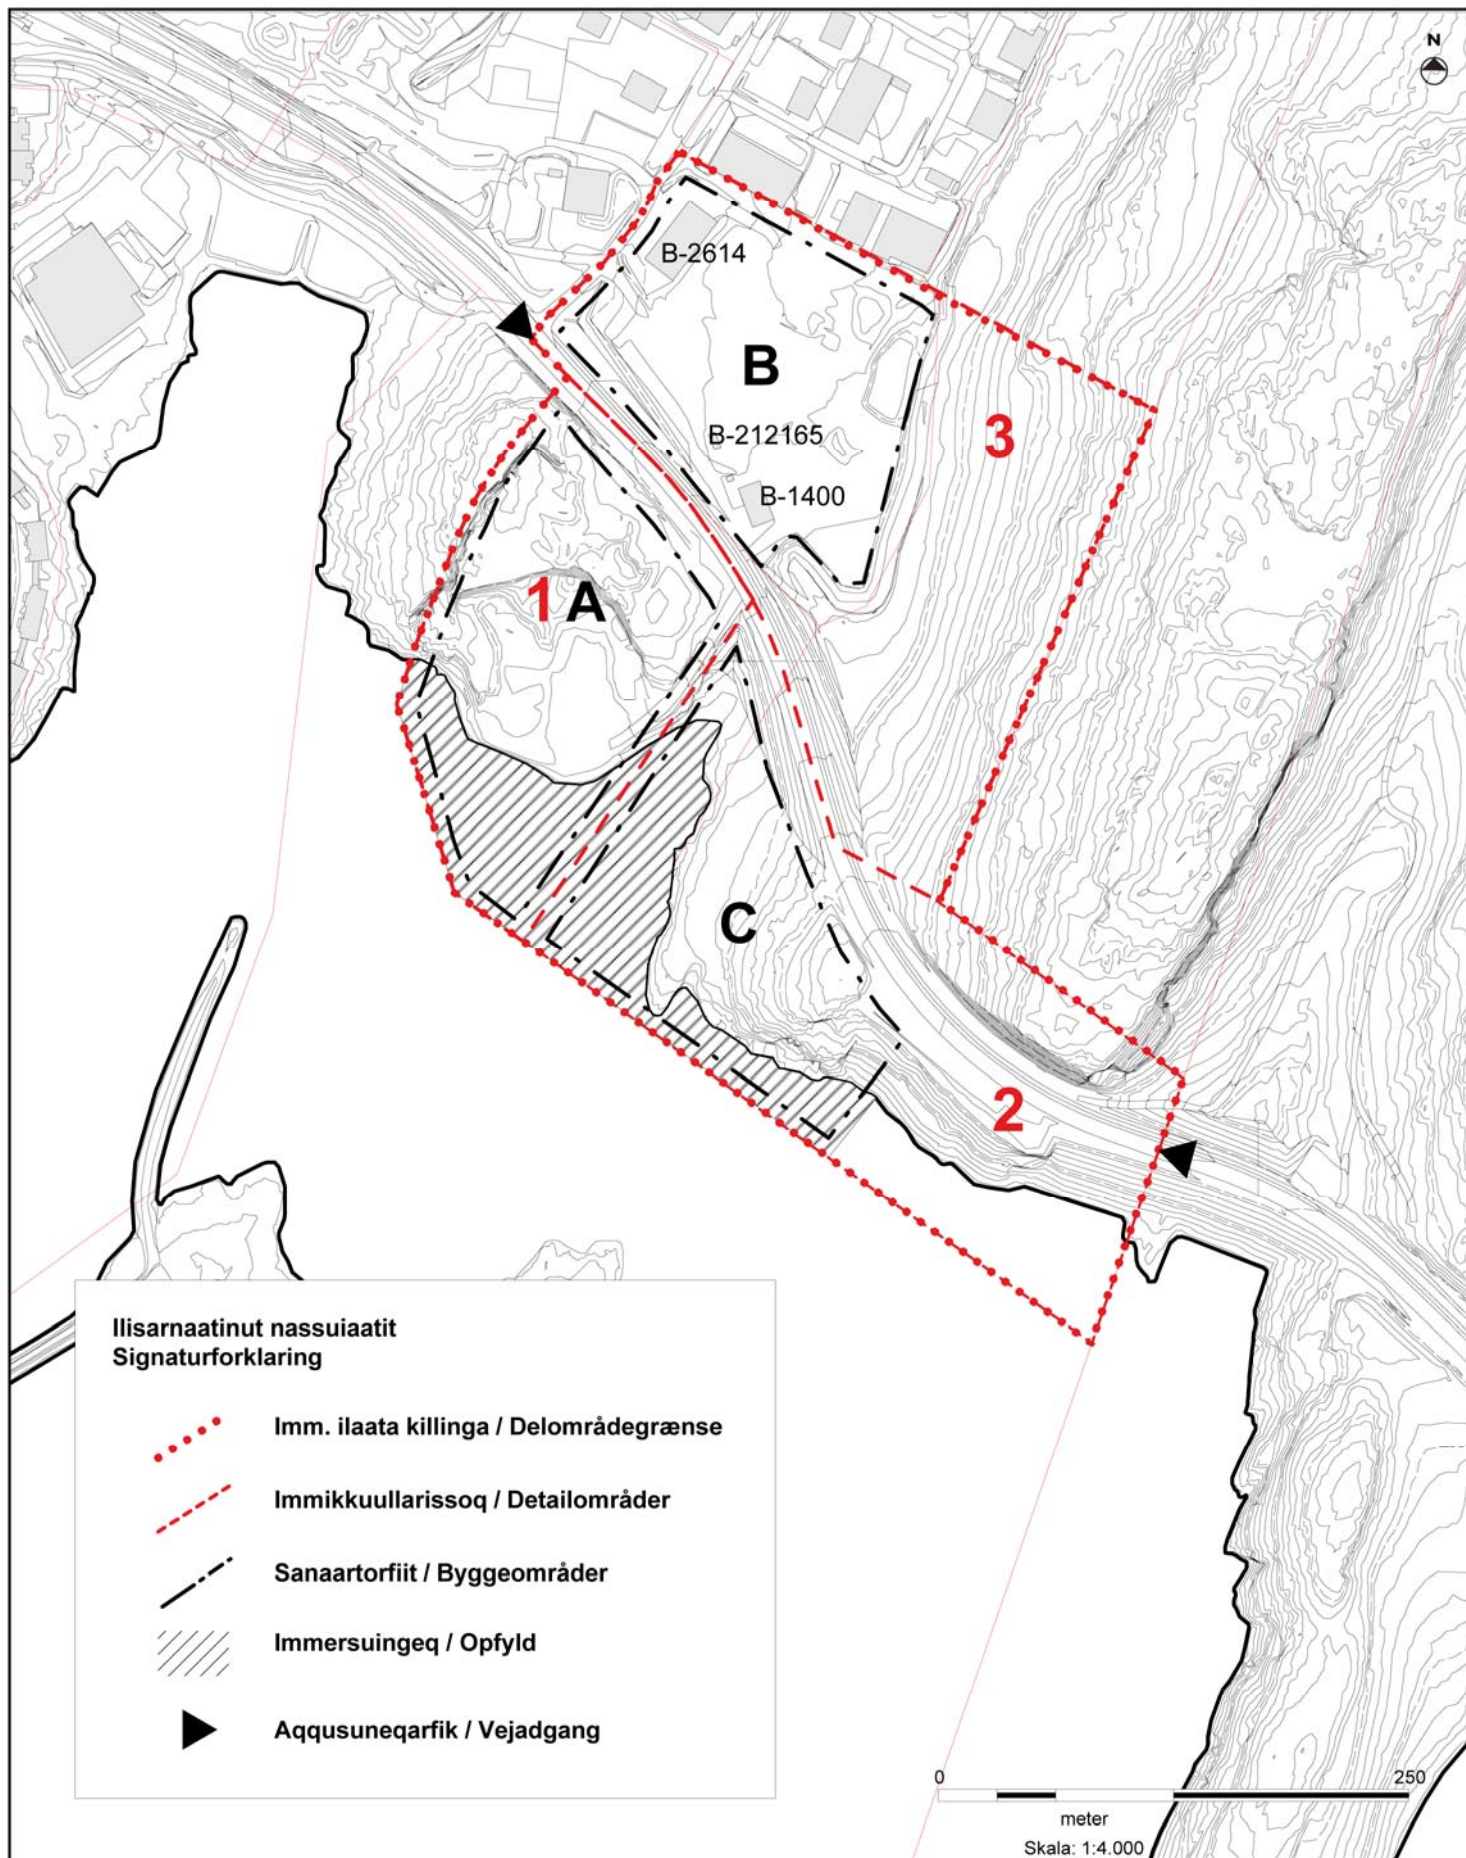 N
B-2614
B
3
B-212165
B-1400
1 A
C
2
Ilisarnaatinut nassuiaatit
Signaturforklaring
Imm. ilaata killinga / Delområdegrænse
Immikkuullarissoq / Detailområder
Sanaartorfiit / Byggeområder
Immersuingeq / Opfyld
Aqqusuneqarfik / Vejadgang
0 250
meter
Skala: 1:4.000